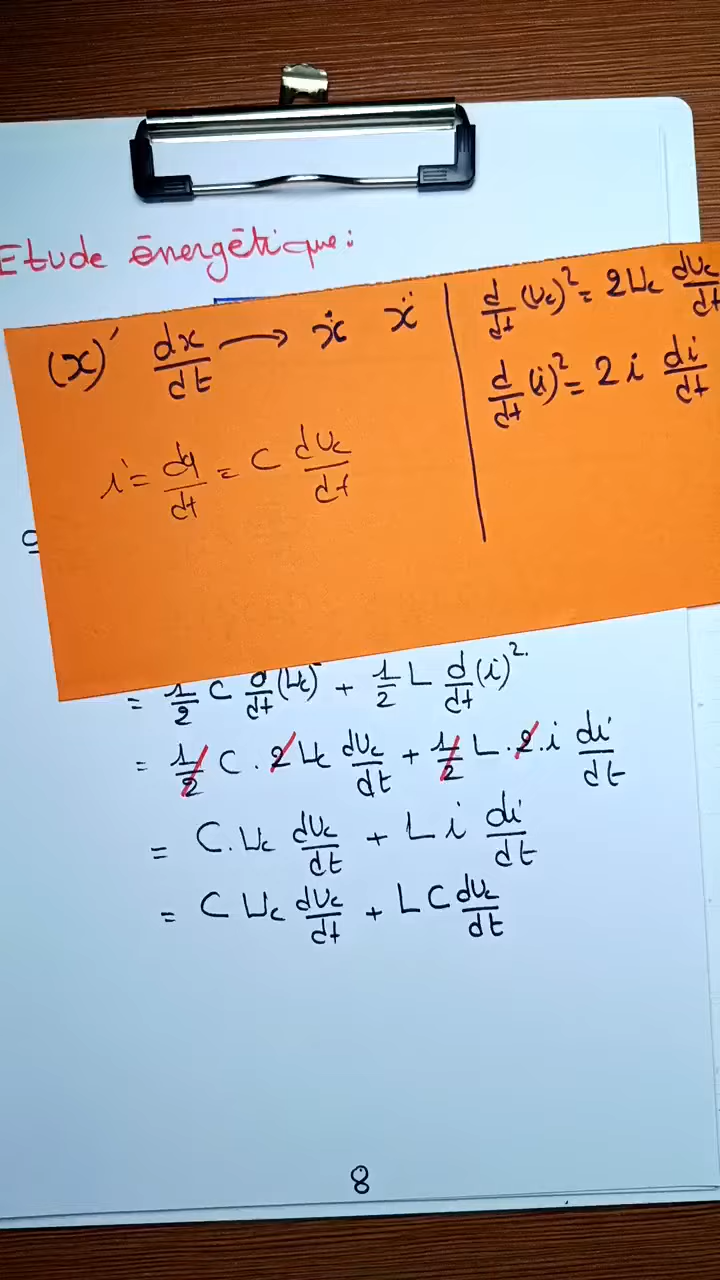 Etude énergétique:
(x)' dx/dt → ẋ ẍ
i = dq/dt = C dUc/dt
d/dt (Uc)² = 2Uc dUc/dt
d/dt (i)² = 2 i di/dt
= 1/2 C d/dt (Uc)² + 1/2 L d/dt (i)².
= 1/2 C . 2 Uc dUc/dt + 1/2 L . 2 . i di/dt
= C . Uc dUc/dt + L i di/dt
= C Uc dUc/dt + L C dUc/dt
8